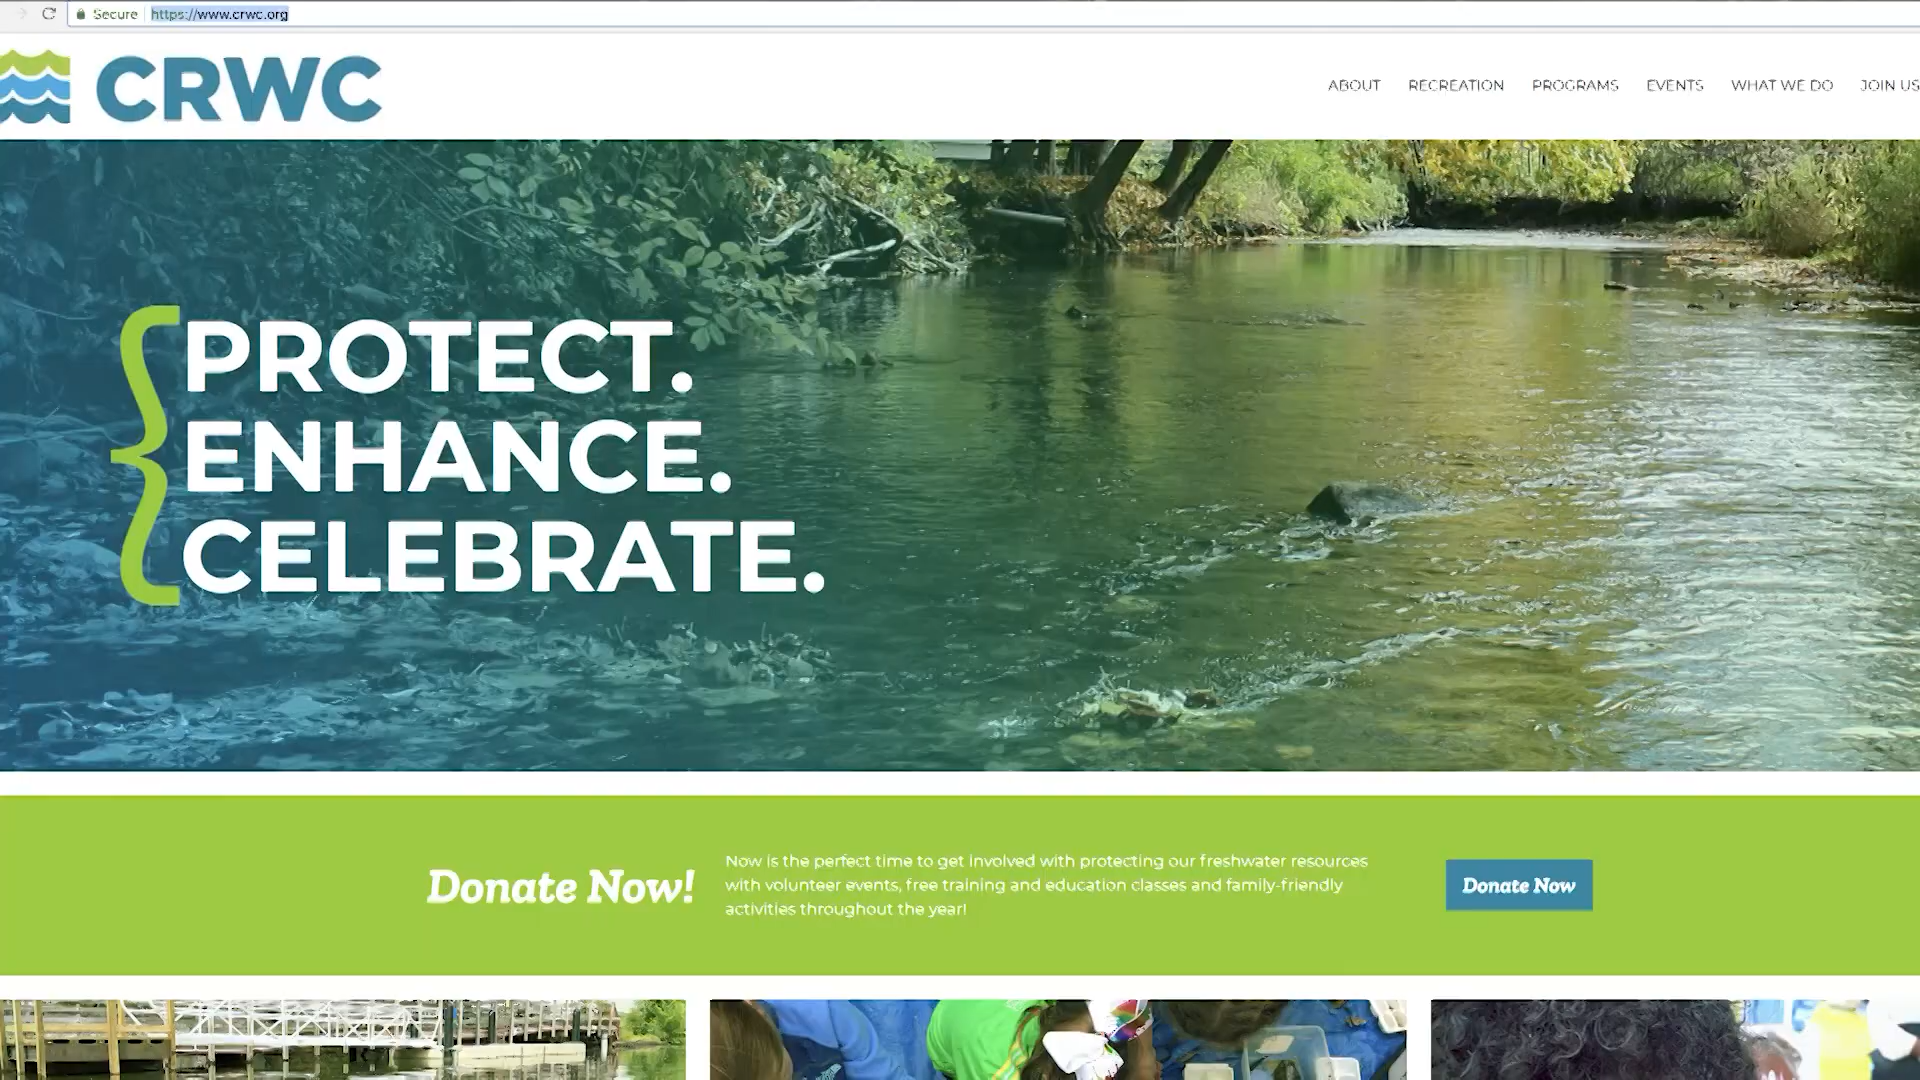 Secure https://www.crwc.org
CRWC
ABOUT RECREATION PROGRAMS EVENTS WHAT WE DO JOIN US
PROTECT.
ENHANCE.
CELEBRATE.
Donate Now!
Now is the perfect time to get involved with protecting our freshwater resources
with volunteer events, free training and education classes and family-friendly
activities throughout the year!
Donate Now